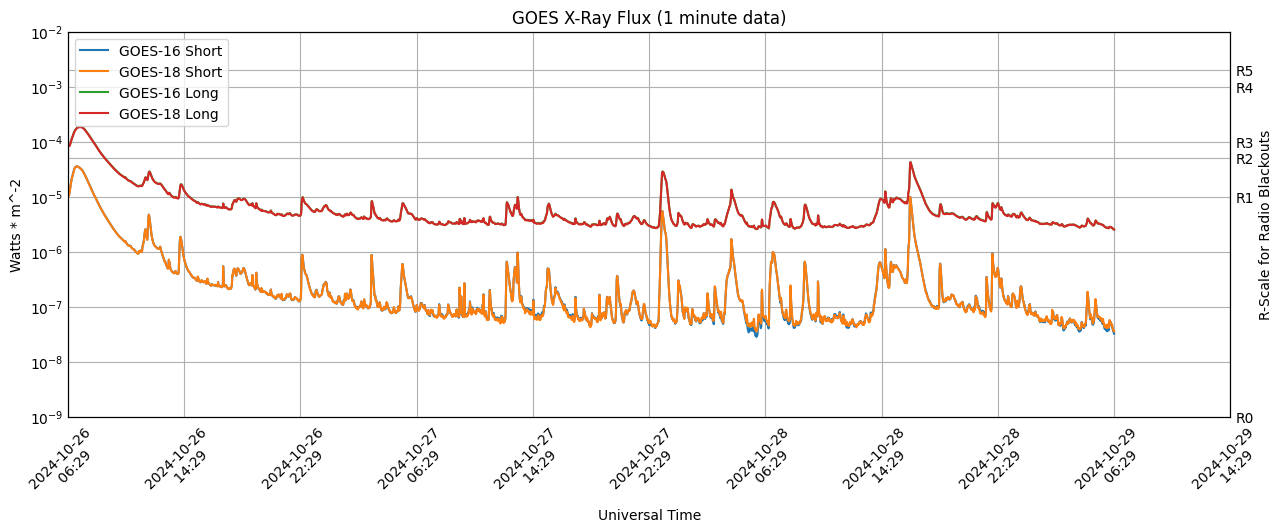 GOES X-Ray Flux (1 minute data)
GOES-16 Short
GOES-18 Short
GOES-16 Long
GOES-18 Long
Watts * m^-2
10^-2
10^-3
10^-4
10^-5
10^-6
10^-7
10^-8
10^-9
R5
R4
R3
R2
R1
R0
R-Scale for Radio Blackouts
2024-10-26
06:29
2024-10-26
14:29
2024-10-26
22:29
2024-10-27
06:29
2024-10-27
14:29
2024-10-27
22:29
2024-10-28
06:29
2024-10-28
14:29
2024-10-28
22:29
2024-10-29
06:29
2024-10-29
14:29
Universal Time